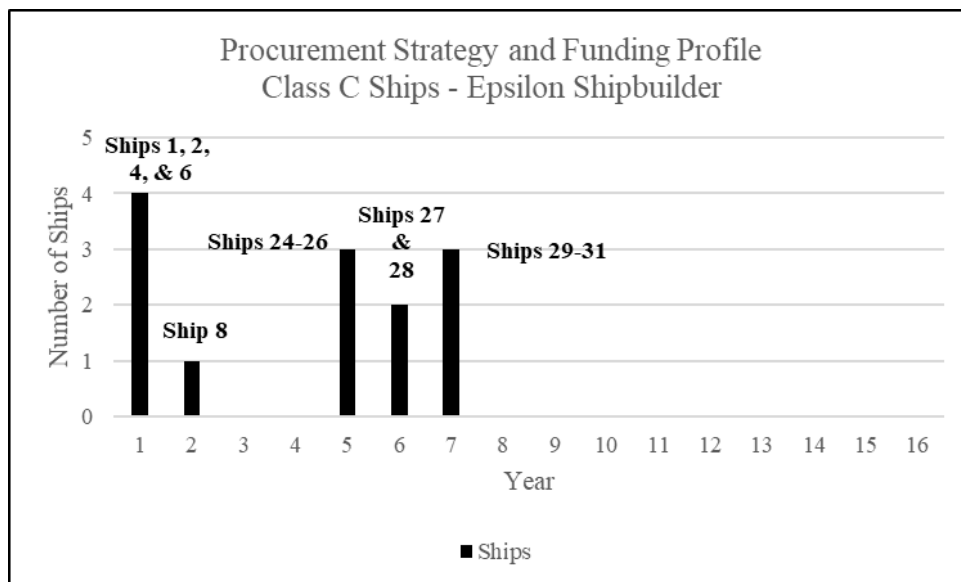 Procurement Strategy and Funding Profile
Class C Ships - Epsilon Shipbuilder
Number of Ships
5
4
3
2
1
0
Ships 1, 2,
4, & 6
Ship 8
Ships 24-26
Ships 27
&
28
Ships 29-31
1 2 3 4 5 6 7 8 9 10 11 12 13 14 15 16
Year
Ships